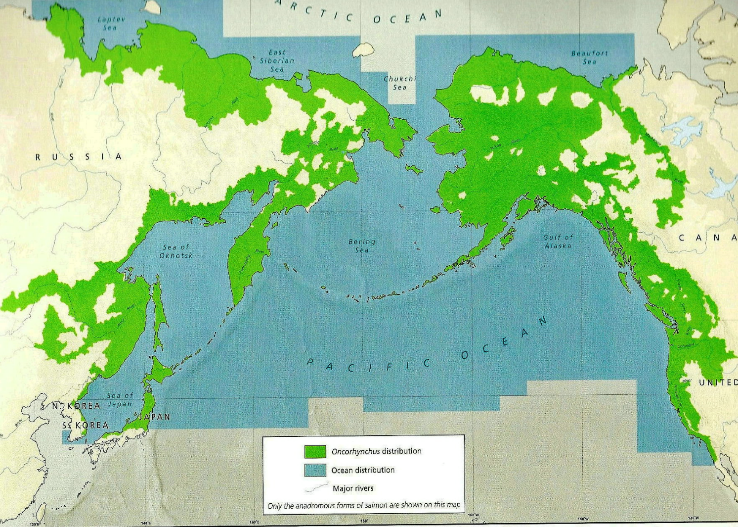 ARCTIC OCEAN
Laptev
Sea
East
Siberian
Sea
Beaufort
Sea
Chukchi
Sea
RUSSIA
CANA
Sea of
Okhotsk
Bering
Sea
Gulf of
Alaska
PACIFIC OCEAN
UNITED
Sea of
Japan
N. KOREA
JAPAN
S. KOREA
Oncorhynchus distribution
Ocean distribution
Major rivers
Only the anadromous forms of salmon are shown on this map